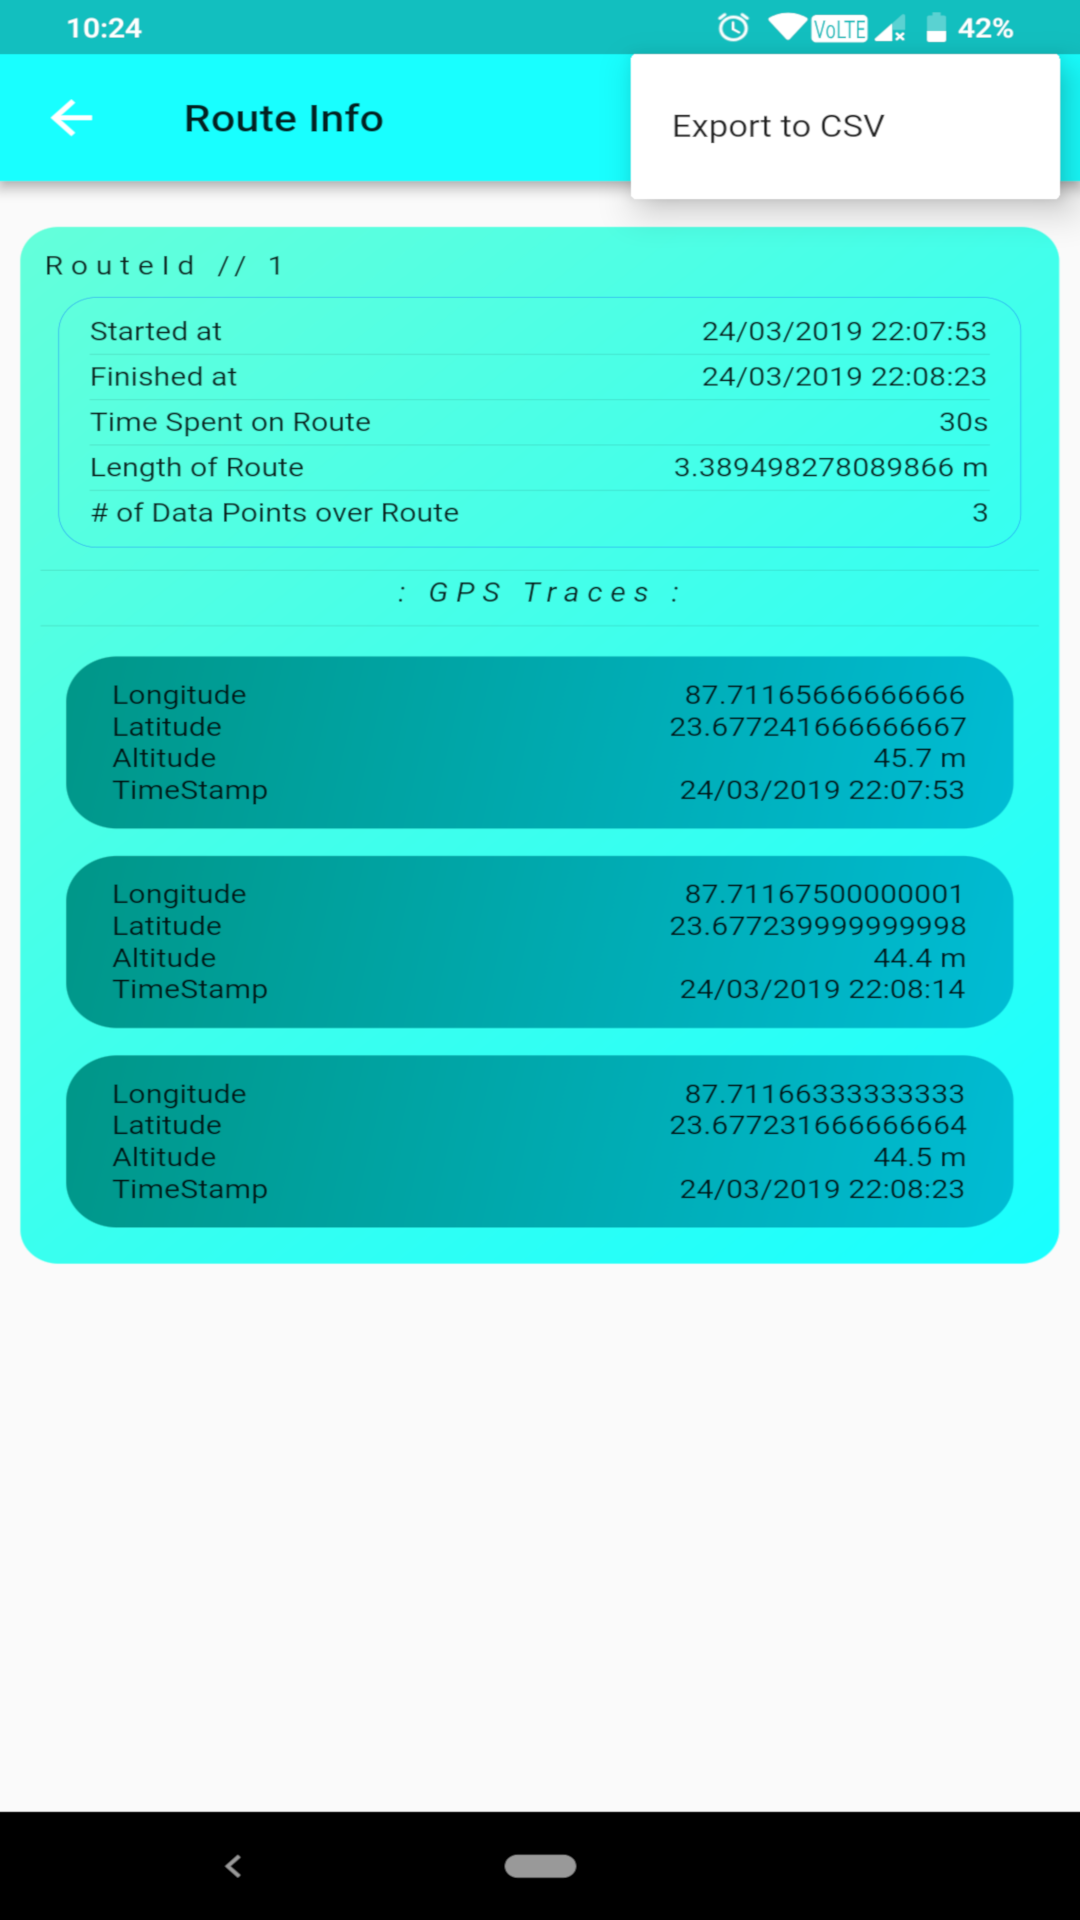 10:24
VoLTE
42%
Route Info
Export to CSV
RouteId // 1
Started at 24/03/2019 22:07:53
Finished at 24/03/2019 22:08:23
Time Spent on Route 30s
Length of Route 3.389498278089866 m
# of Data Points over Route 3
: GPS Traces :
Longitude 87.71165666666666
Latitude 23.677241666666667
Altitude 45.7 m
TimeStamp 24/03/2019 22:07:53
Longitude 87.71167500000001
Latitude 23.677239999999998
Altitude 44.4 m
TimeStamp 24/03/2019 22:08:14
Longitude 87.71166333333333
Latitude 23.677231666666664
Altitude 44.5 m
TimeStamp 24/03/2019 22:08:23